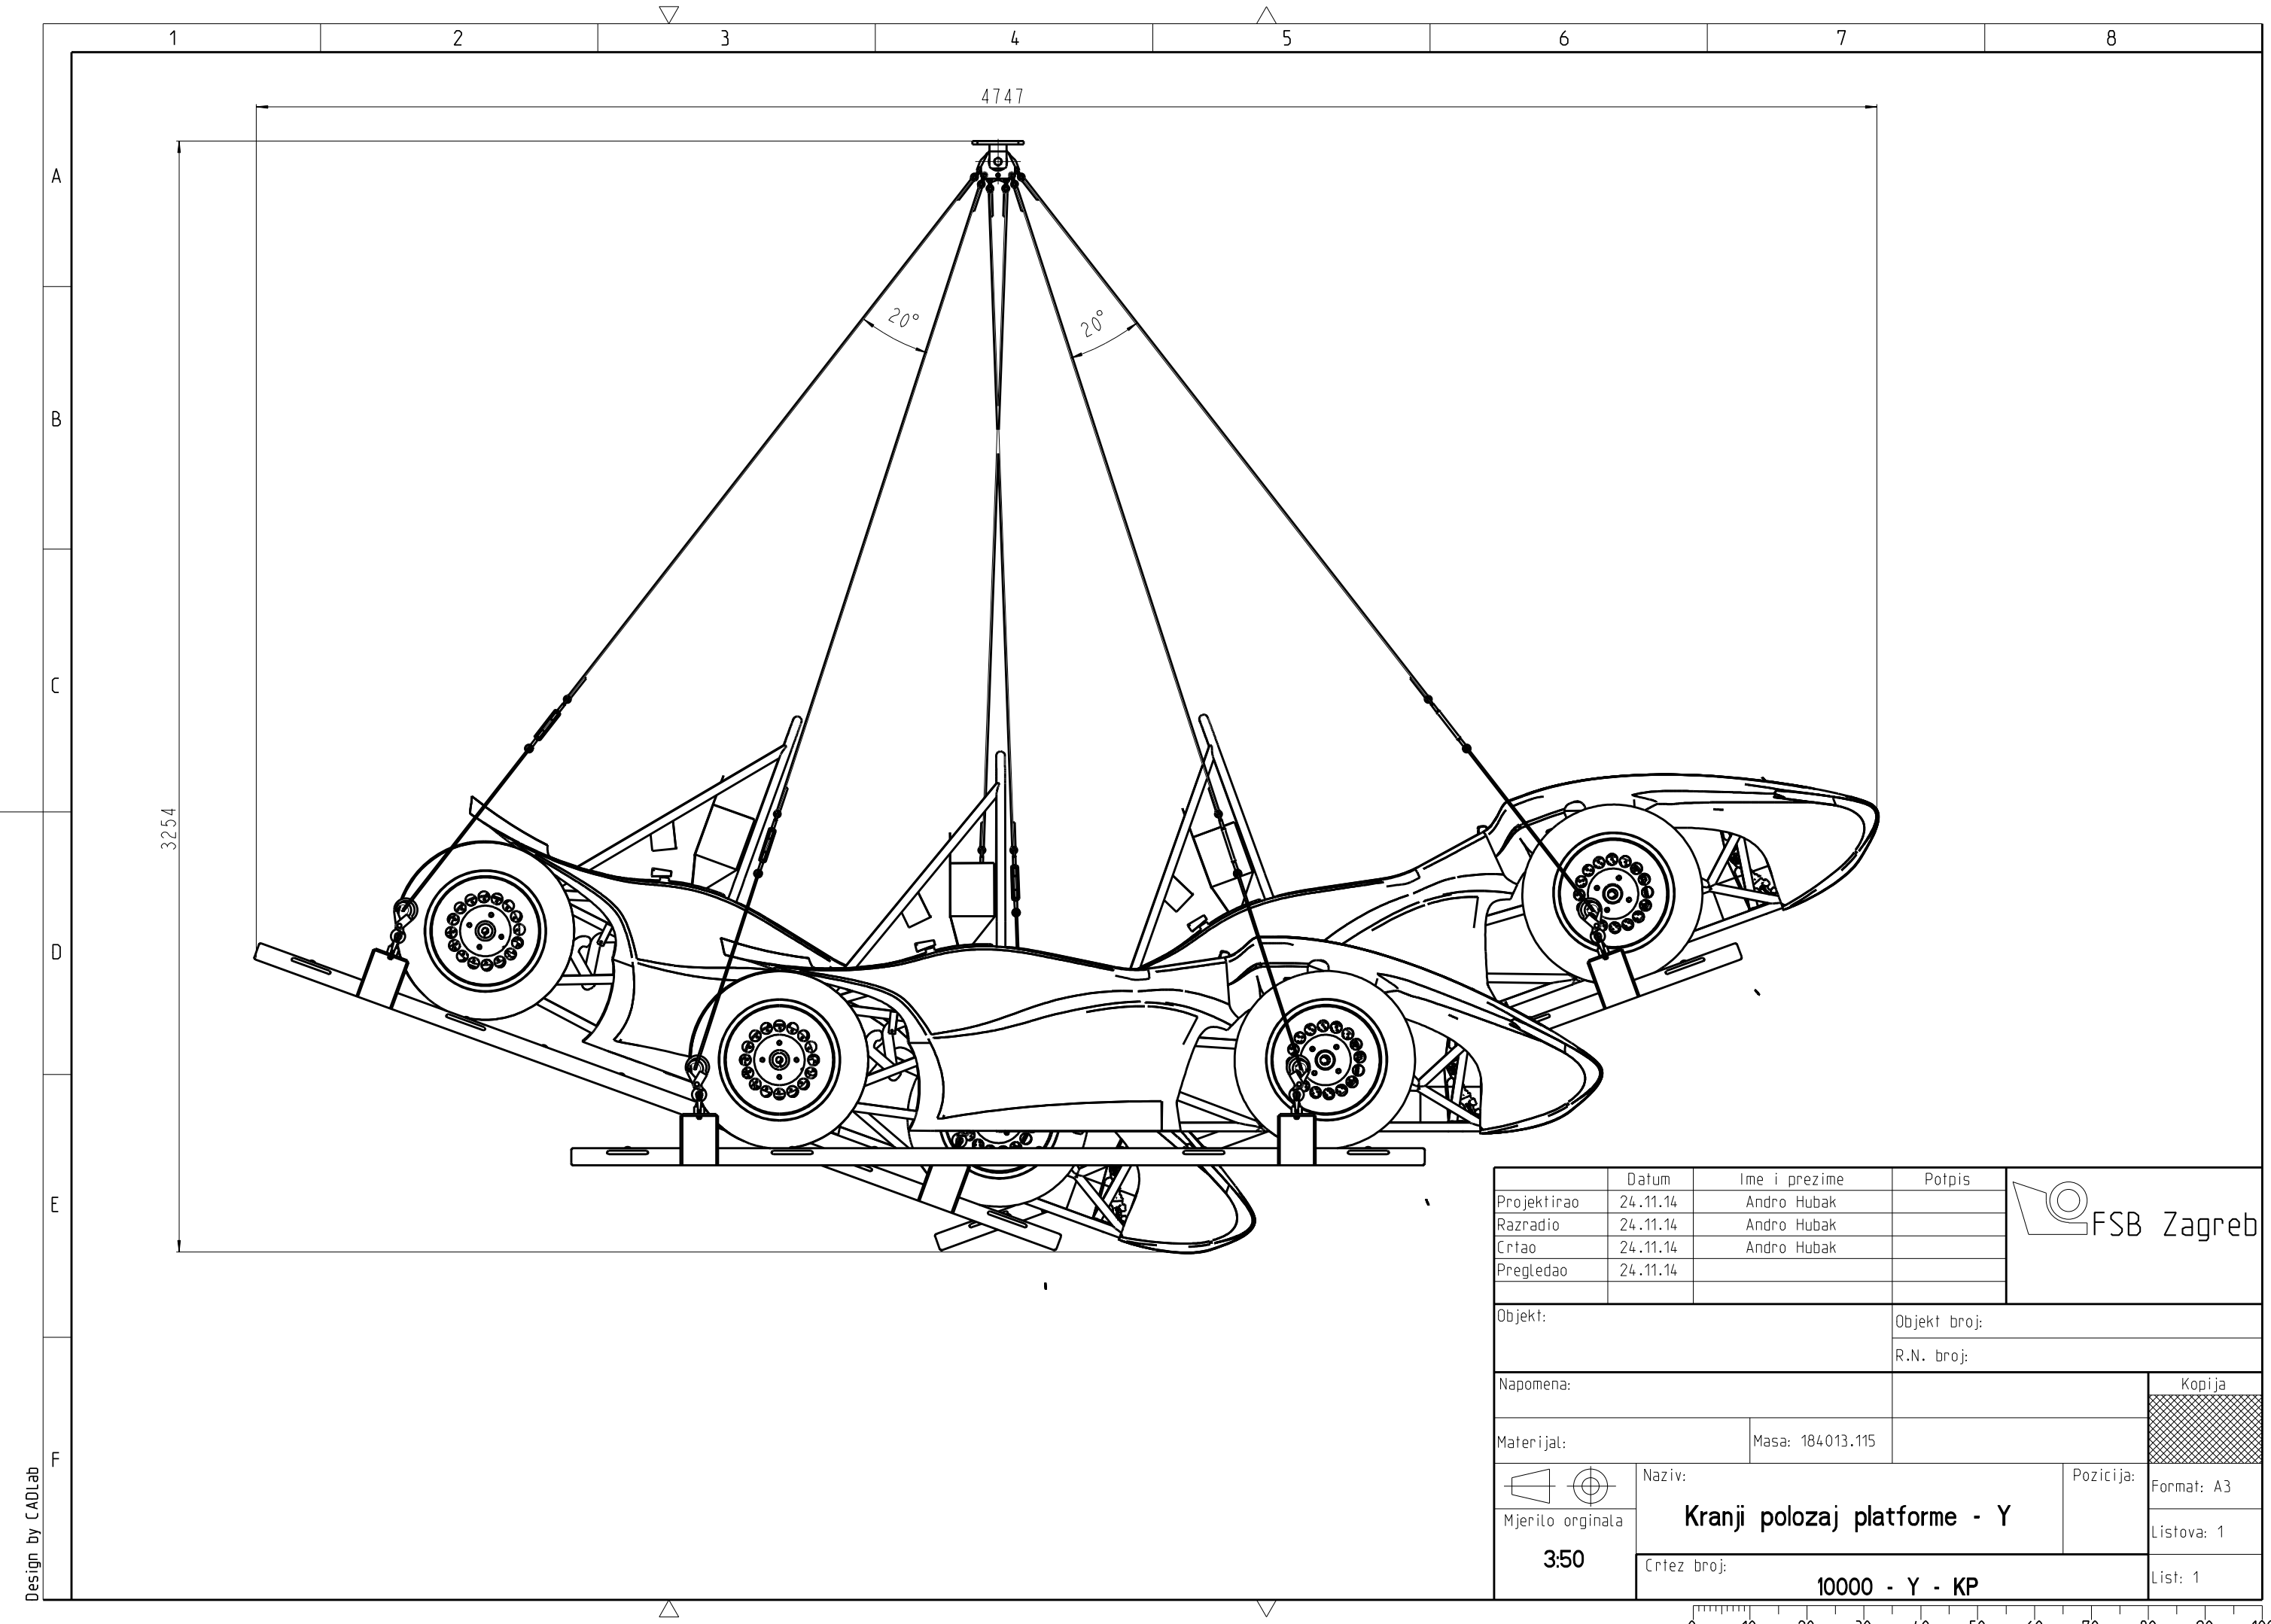 1 2 3 4 5 6 7 8
4747
A
20° 20°
B
C
3254
D
E
F
Design by CADLab
Datum Ime i prezime Potpis
Projektirao 24.11.14 Andro Hubak
Razradio 24.11.14 Andro Hubak
Crtao 24.11.14 Andro Hubak
Pregledao 24.11.14
FSB Zagreb
Objekt:
Objekt broj:
R.N. broj:
Napomena:
Kopija
Materijal:
Masa: 184013.115
Naziv:
Kranji polozaj platforme - Y
Pozicija:
Format: A3
Mjerilo orginala
3:50
Listova: 1
Crtez broj:
10000 - Y - KP
List: 1